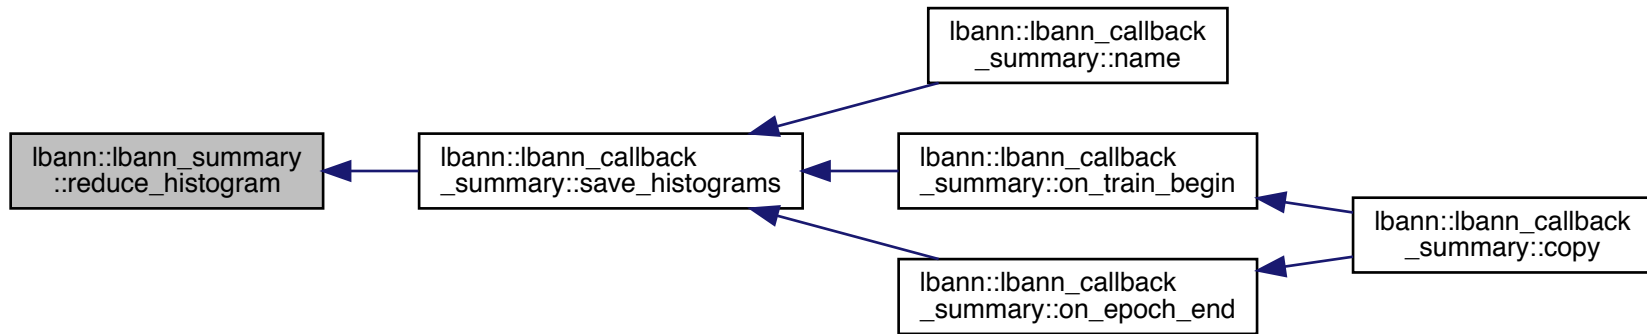 lbann::lbann_summary
::reduce_histogram
lbann::lbann_callback
_summary::save_histograms
lbann::lbann_callback
_summary::name
lbann::lbann_callback
_summary::on_train_begin
lbann::lbann_callback
_summary::on_epoch_end
lbann::lbann_callback
_summary::copy